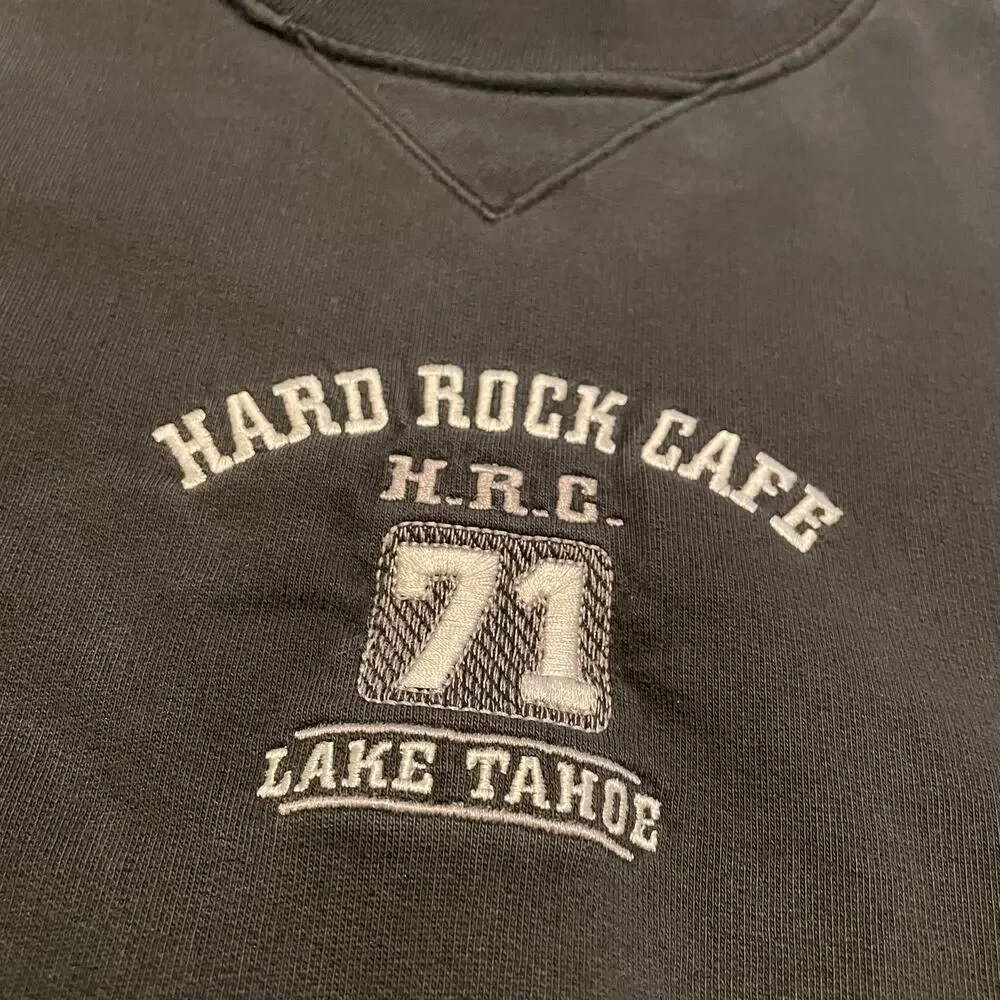 HARD ROCK CAFE
H.R.C.
71
LAKE TAHOE